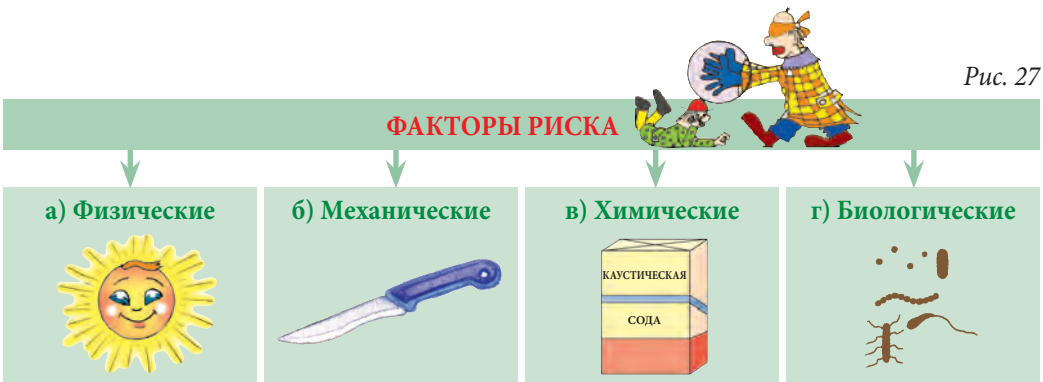 Рис. 27
ФАКТОРЫ РИСКА
а) Физические
б) Механические
в) Химические
г) Биологические
КАУСТИЧЕСКАЯ
СОДА